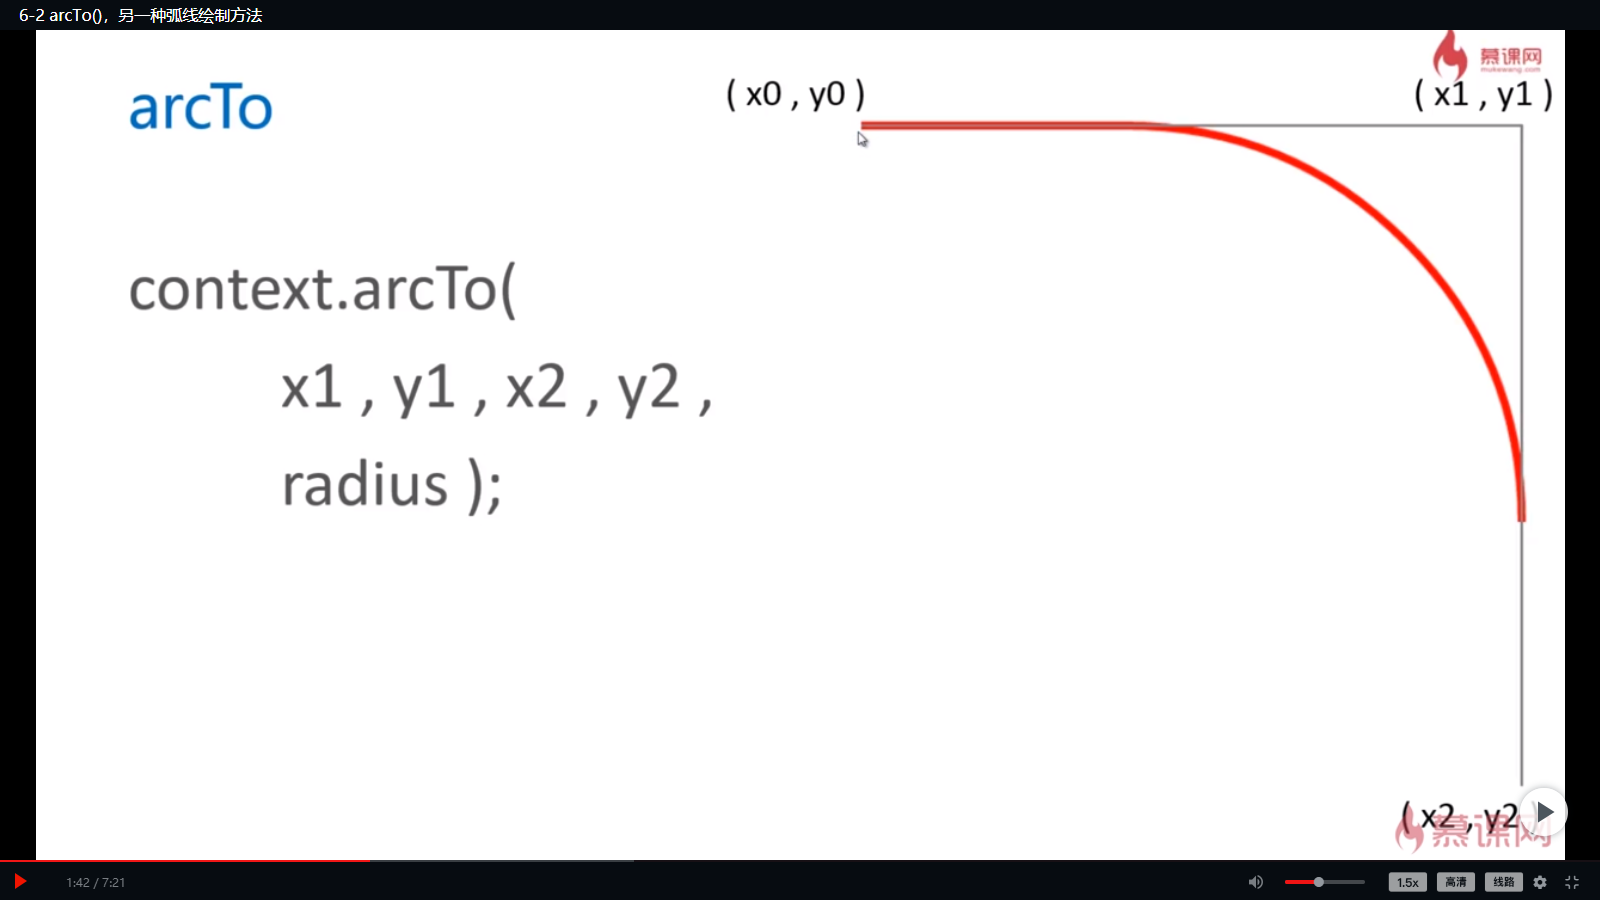 6-2 arcTo()，另一种弧线绘制方法
慕课网
mukewang.com
arcTo
( x0 , y0 )
( x1 , y1 )
context.arcTo(
x1 , y1 , x2 , y2 ,
radius );
( x2 , y2 )
慕课网
1:42 / 7:21
1.5x
高清
线路